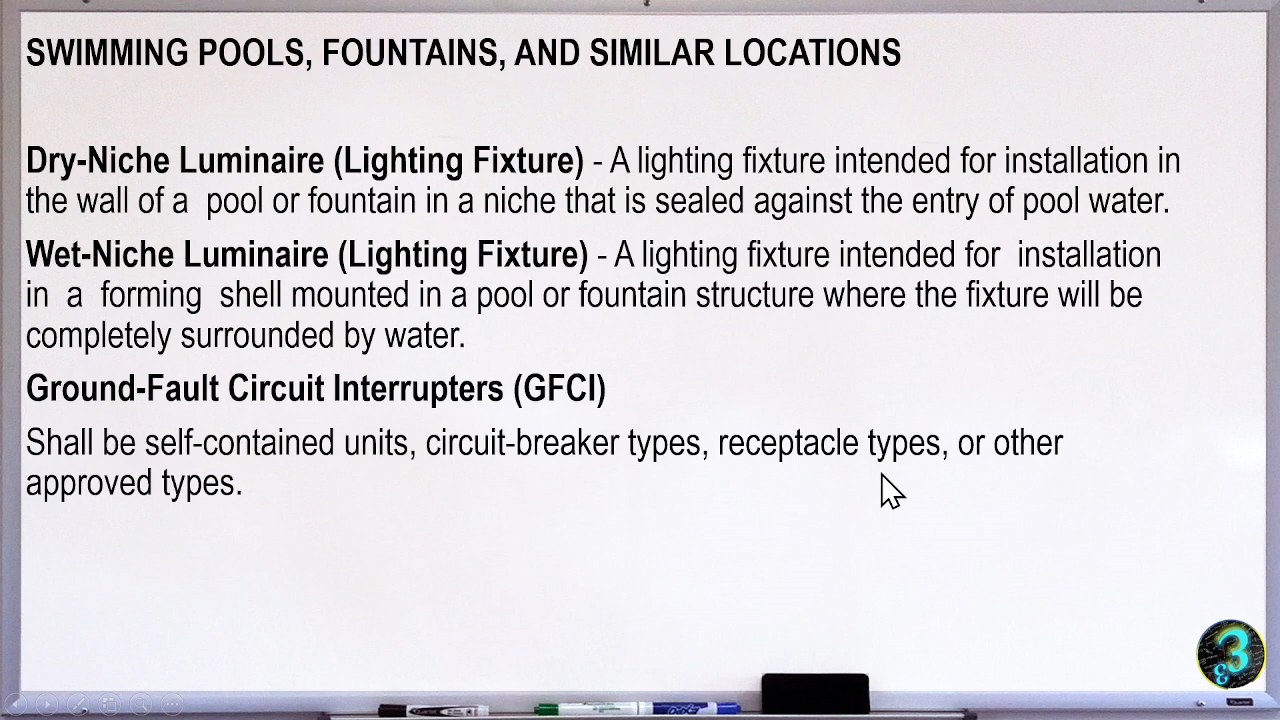 SWIMMING POOLS, FOUNTAINS, AND SIMILAR LOCATIONS
Dry-Niche Luminaire (Lighting Fixture) - A lighting fixture intended for installation in
the wall of a pool or fountain in a niche that is sealed against the entry of pool water.
Wet-Niche Luminaire (Lighting Fixture) - A lighting fixture intended for installation
in a forming shell mounted in a pool or fountain structure where the fixture will be
completely surrounded by water.
Ground-Fault Circuit Interrupters (GFCI)
Shall be self-contained units, circuit-breaker types, receptacle types, or other
approved types.
3